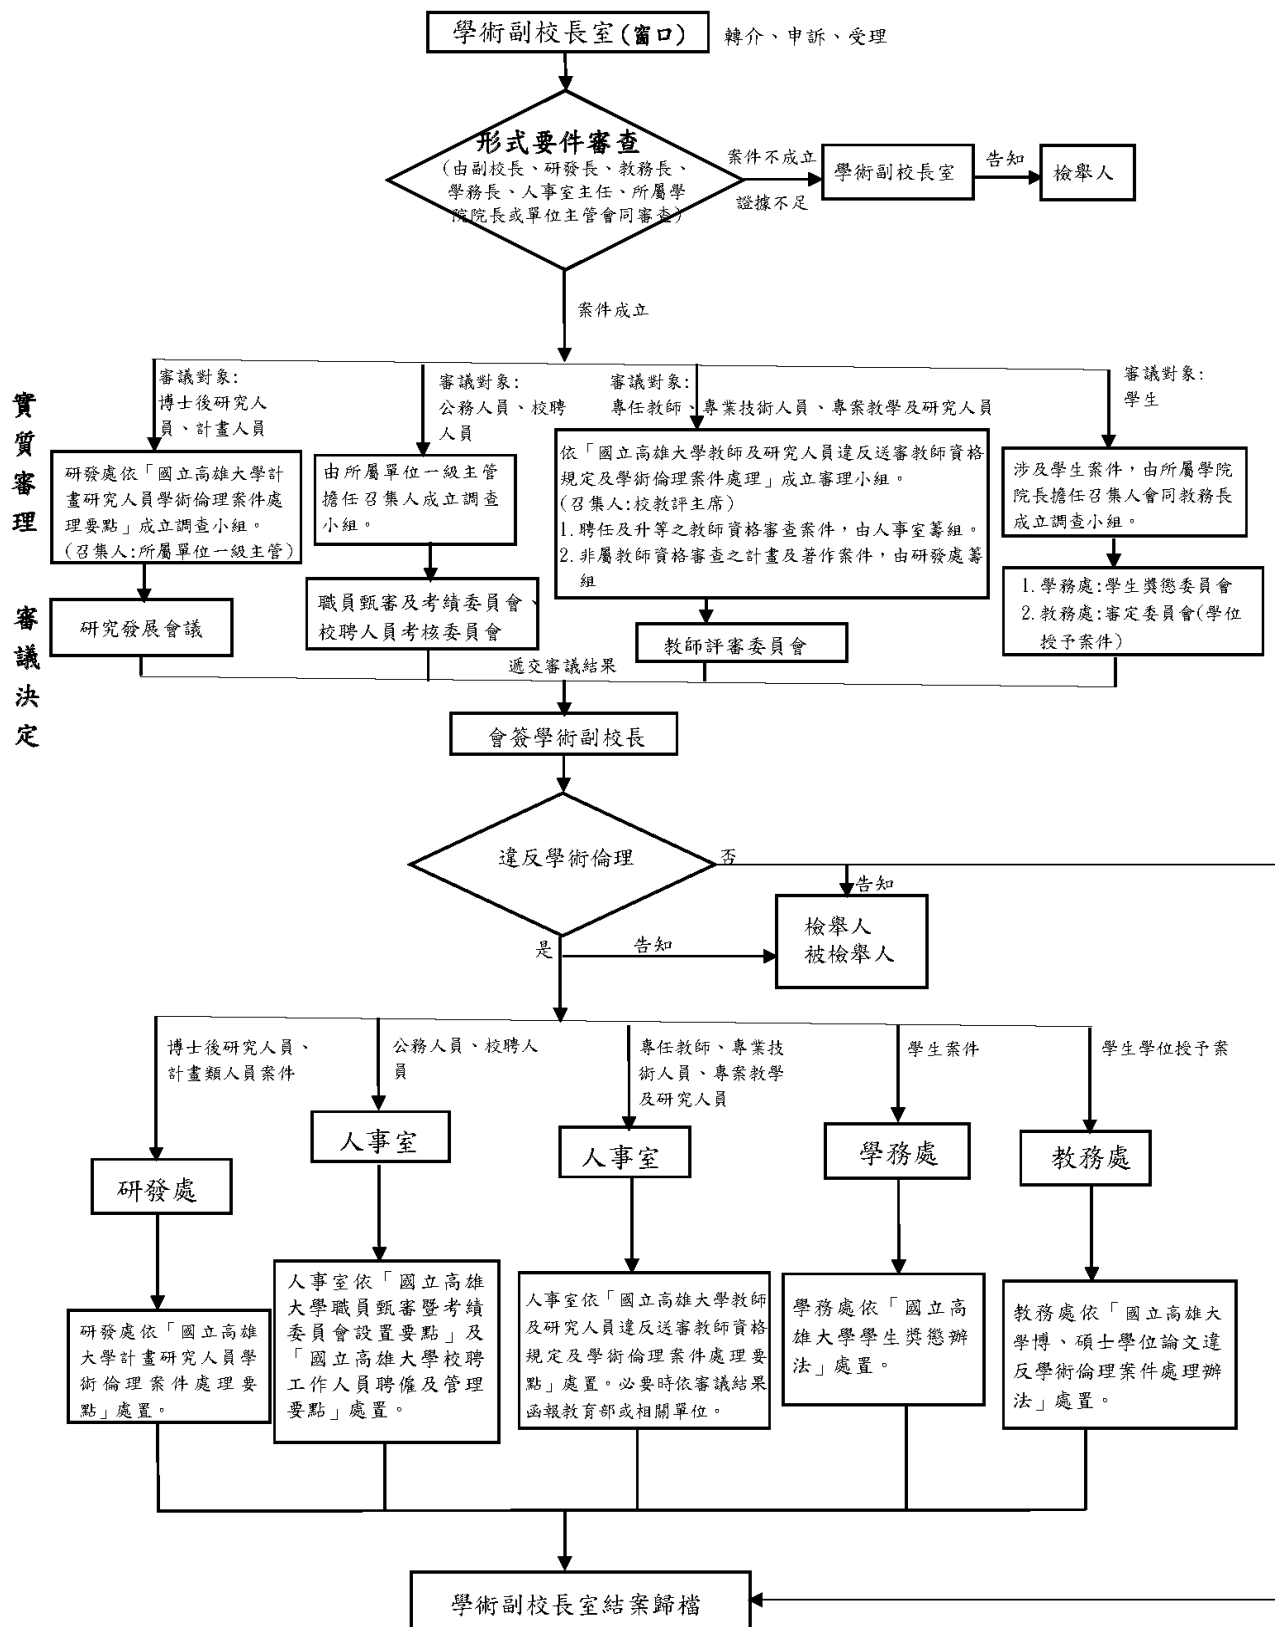 學術副校長室(窗口)
轉介、申訴、受理
形式要件審查
(由副校長、研發長、教務長、
學務長、人事室主任、所屬學
院院長或單位主管會同審查)
案件不成立
證據不足
學術副校長室
告知
檢舉人
案件成立
實質審理
審議對象:
博士後研究人
員、計畫人員
審議對象:
公務人員、校聘
人員
審議對象:
專任教師、專業技術人員、專案教學及研究人員
審議對象:
學生
研發處依「國立高雄大學計
畫研究人員學術倫理案件處
理要點」成立調查小組。
(召集人:所屬單位一級主管)
由所屬單位一級主管
擔任召集人成立調查
小組。
依「國立高雄大學教師及研究人員違反送審教師資格
規定及學術倫理案件處理」成立審理小組。
(召集人:校教評主席)
1.聘任及升等之教師資格審查案件，由人事室籌組。
2.非屬教師資格審查之計畫及著作案件，由研發處籌
組
涉及學生案件，由所屬學院
院長擔任召集人會同教務長
成立調查小組。
審議決定
研究發展會議
職員甄審及考績委員會、
校聘人員考核委員會
教師評審委員會
1.學務處:學生獎懲委員會
2.教務處:審定委員會(學位
授予案件)
遞交審議結果
會簽學術副校長
違反學術倫理
否
告知
檢舉人
被檢舉人
是
告知
博士後研究人員、
計畫類人員案件
公務人員、校聘人
員
專任教師、專業技
術人員、專案教學
及研究人員
學生案件
學生學位授予案
研發處
人事室
人事室
學務處
教務處
研發處依「國立高雄
大學計畫研究人員學
術倫理案件處理要
點」處置。
人事室依「國立高雄
大學職員甄審暨考績
委員會設置要點」及
「國立高雄大學校聘
工作人員聘僱及管理
要點」處置。
人事室依「國立高雄大學教師
及研究人員違反送審教師資格
規定及學術倫理案件處理要
點」處置。必要時依審議結果
函報教育部或相關單位。
學務處依「國立高
雄大學學生獎懲辦
法」處置。
教務處依「國立高雄大
學博、碩士學位論文違
反學術倫理案件處理辦
法」處置。
學術副校長室結案歸檔